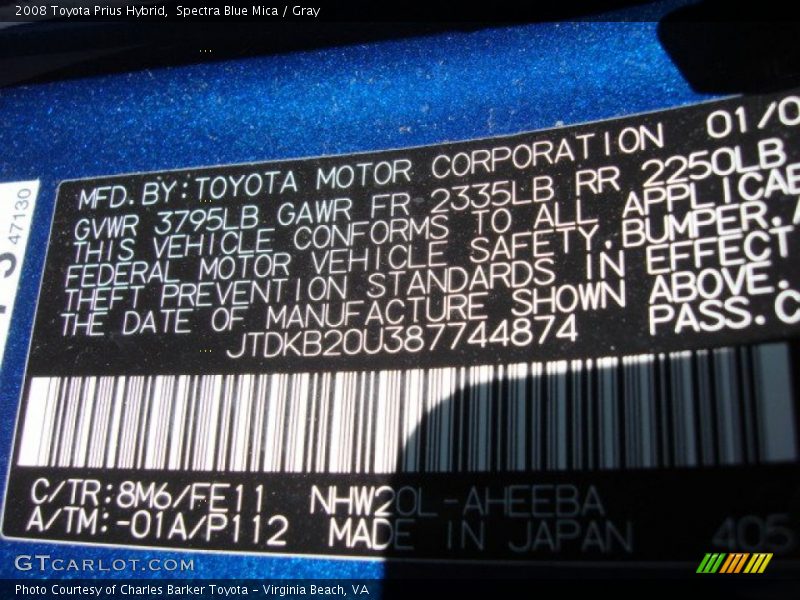 2008 Toyota Prius Hybrid, Spectra Blue Mica / Gray
47130
MFD. BY: TOYOTA MOTOR CORPORATION 01/0
GVWR 3795LB GAWR FR 2335LB RR 2250LB
THIS VEHICLE CONFORMS TO ALL APPLICAB
FEDERAL MOTOR VEHICLE SAFETY, BUMPER, A
THEFT PREVENTION STANDARDS IN EFFECT
THE DATE OF MANUFACTURE SHOWN ABOVE.
JTDKB20U387744874 PASS.C
C/TR: 8M6/FE11 NHW20L-AHEEBA
A/TM: -01A/P112 MADE IN JAPAN 405
GTCARLOT.COM
Photo Courtesy of Charles Barker Toyota - Virginia Beach, VA